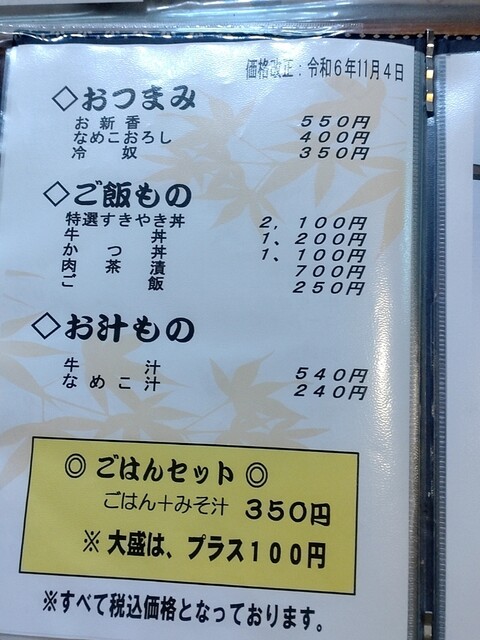 価格改正：令和６年11月４日
◇おつまみ
お新香 ５５０円
なめこおろし ４００円
冷奴 ３５０円
◇ご飯もの
特選すきやき丼 ２，１００円
牛丼 １、２００円
かつ丼 １、１００円
肉茶漬 ７００円
ご飯 ２５０円
◇お汁もの
牛汁 ５４０円
なめこ汁 ２４０円
◎ ごはんセット ◎
ごはん＋みそ汁 ３５０円
※ 大盛は、プラス１００円
※すべて税込価格となっております。